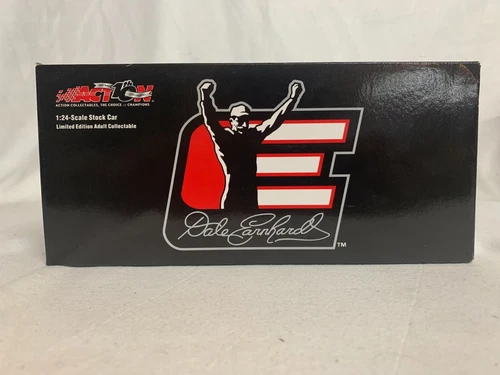 ACTION
ACTION COLLECTABLES, THE CHOICE OF CHAMPIONS
1:24-Scale Stock Car
Limited Edition Adult Collectable
E
Dale Earnhardt
TM